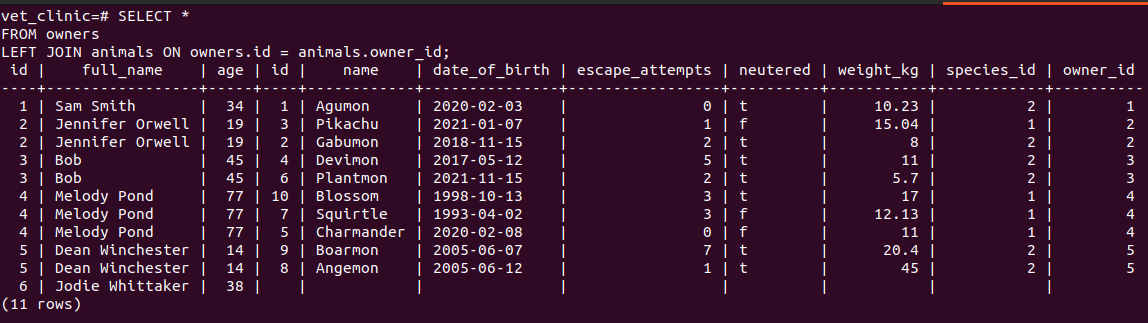 vet_clinic=# SELECT *
FROM owners
LEFT JOIN animals ON owners.id = animals.owner_id;
 id |    full_name    | age | id |    name    | date_of_birth | escape_attempts | neutered | weight_kg | species_id | owner_id
----+-----------------+-----+----+------------+---------------+-----------------+----------+-----------+------------+----------
  1 | Sam Smith       |  34 |  1 | Agumon     | 2020-02-03    |               0 | t        |     10.23 |          2 |        1
  2 | Jennifer Orwell |  19 |  3 | Pikachu    | 2021-01-07    |               1 | f        |     15.04 |          1 |        2
  2 | Jennifer Orwell |  19 |  2 | Gabumon    | 2018-11-15    |               2 | t        |         8 |          2 |        2
  3 | Bob             |  45 |  4 | Devimon    | 2017-05-12    |               5 | t        |        11 |          2 |        3
  3 | Bob             |  45 |  6 | Plantmon   | 2021-11-15    |               2 | t        |       5.7 |          2 |        3
  4 | Melody Pond     |  77 | 10 | Blossom    | 1998-10-13    |               3 | t        |        17 |          1 |        4
  4 | Melody Pond     |  77 |  7 | Squirtle   | 1993-04-02    |               3 | f        |     12.13 |          1 |        4
  4 | Melody Pond     |  77 |  5 | Charmander | 2020-02-08    |               0 | f        |        11 |          1 |        4
  5 | Dean Winchester |  14 |  9 | Boarmon    | 2005-06-07    |               7 | t        |      20.4 |          2 |        5
  5 | Dean Winchester |  14 |  8 | Angemon    | 2005-06-12    |               1 | t        |        45 |          2 |        5
  6 | Jodie Whittaker |  38 |    |            |               |                 |          |           |            |
(11 rows)